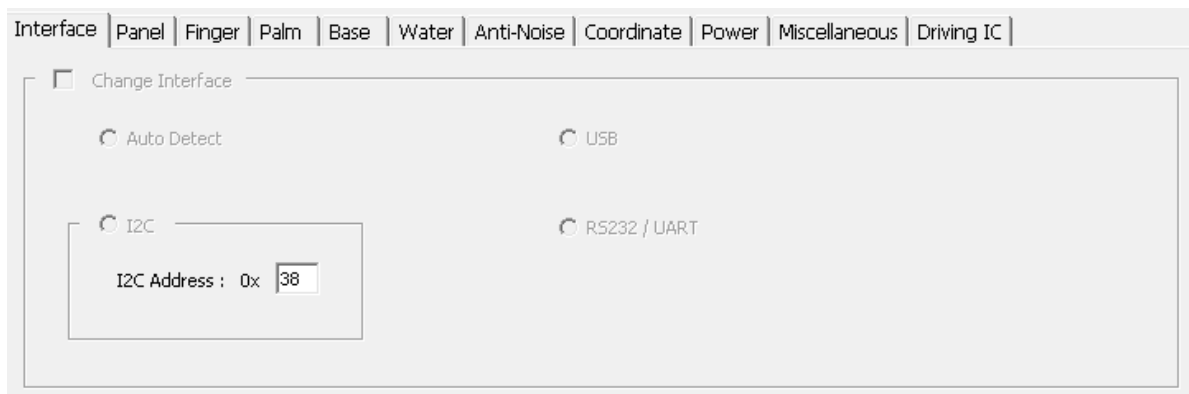 Interface Panel Finger Palm Base Water Anti-Noise Coordinate Power Miscellaneous Driving IC
Change Interface
Auto Detect USB
I2C RS232 / UART
I2C Address : 0x 38